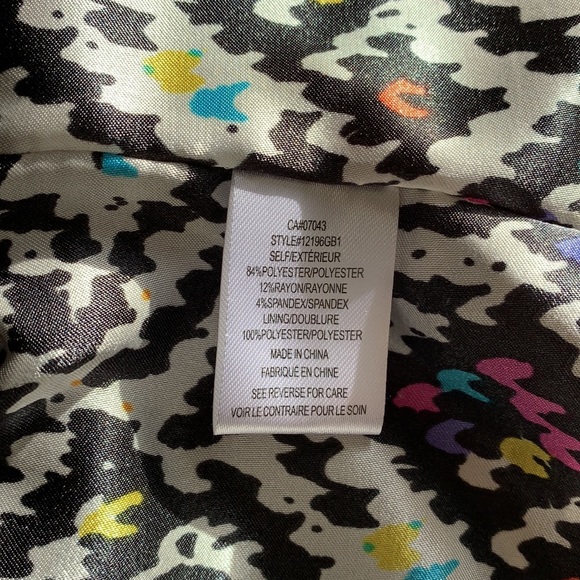 CA#07043
STYLE#12196GB1
SELF/EXTÉRIEUR
84%POLYESTER/POLYESTER
12%RAYON/RAYONNE
4%SPANDEX/SPANDEX
LINING/DOUBLURE
100%POLYESTER/POLYESTER
MADE IN CHINA
FABRIQUÉ EN CHINE
SEE REVERSE FOR CARE
VOIR LE CONTRAIRE POUR LE SOIN